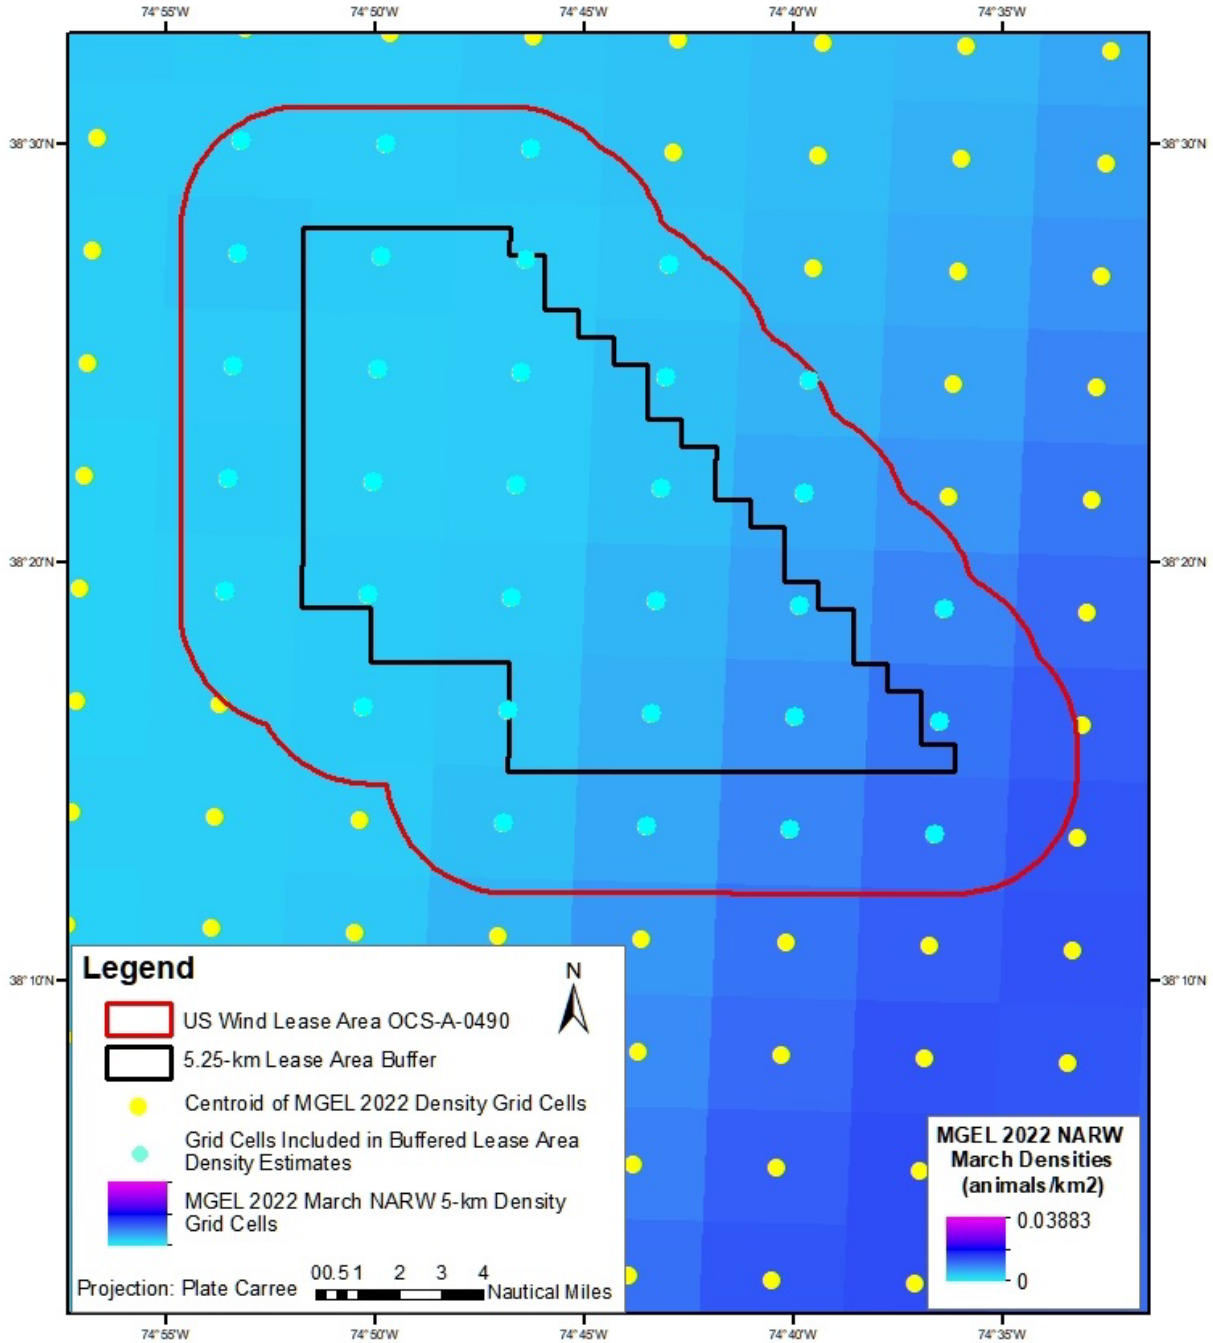 74°55'W 74°50'W 74°45'W 74°40'W 74°35'W
38°30'N 38°30'N
38°20'N 38°20'N
38°10'N 38°10'N
Legend
N
US Wind Lease Area OCS-A-0490
5.25-km Lease Area Buffer
Centroid of MGEL 2022 Density Grid Cells
Grid Cells Included in Buffered Lease Area
Density Estimates
MGEL 2022 March NARW 5-km Density
Grid Cells
Projection: Plate Carree
0 0.5 1 2 3 4
Nautical Miles
MGEL 2022 NARW
March Densities
(animals/km2)
0.03883
0
74°55'W 74°50'W 74°45'W 74°40'W 74°35'W